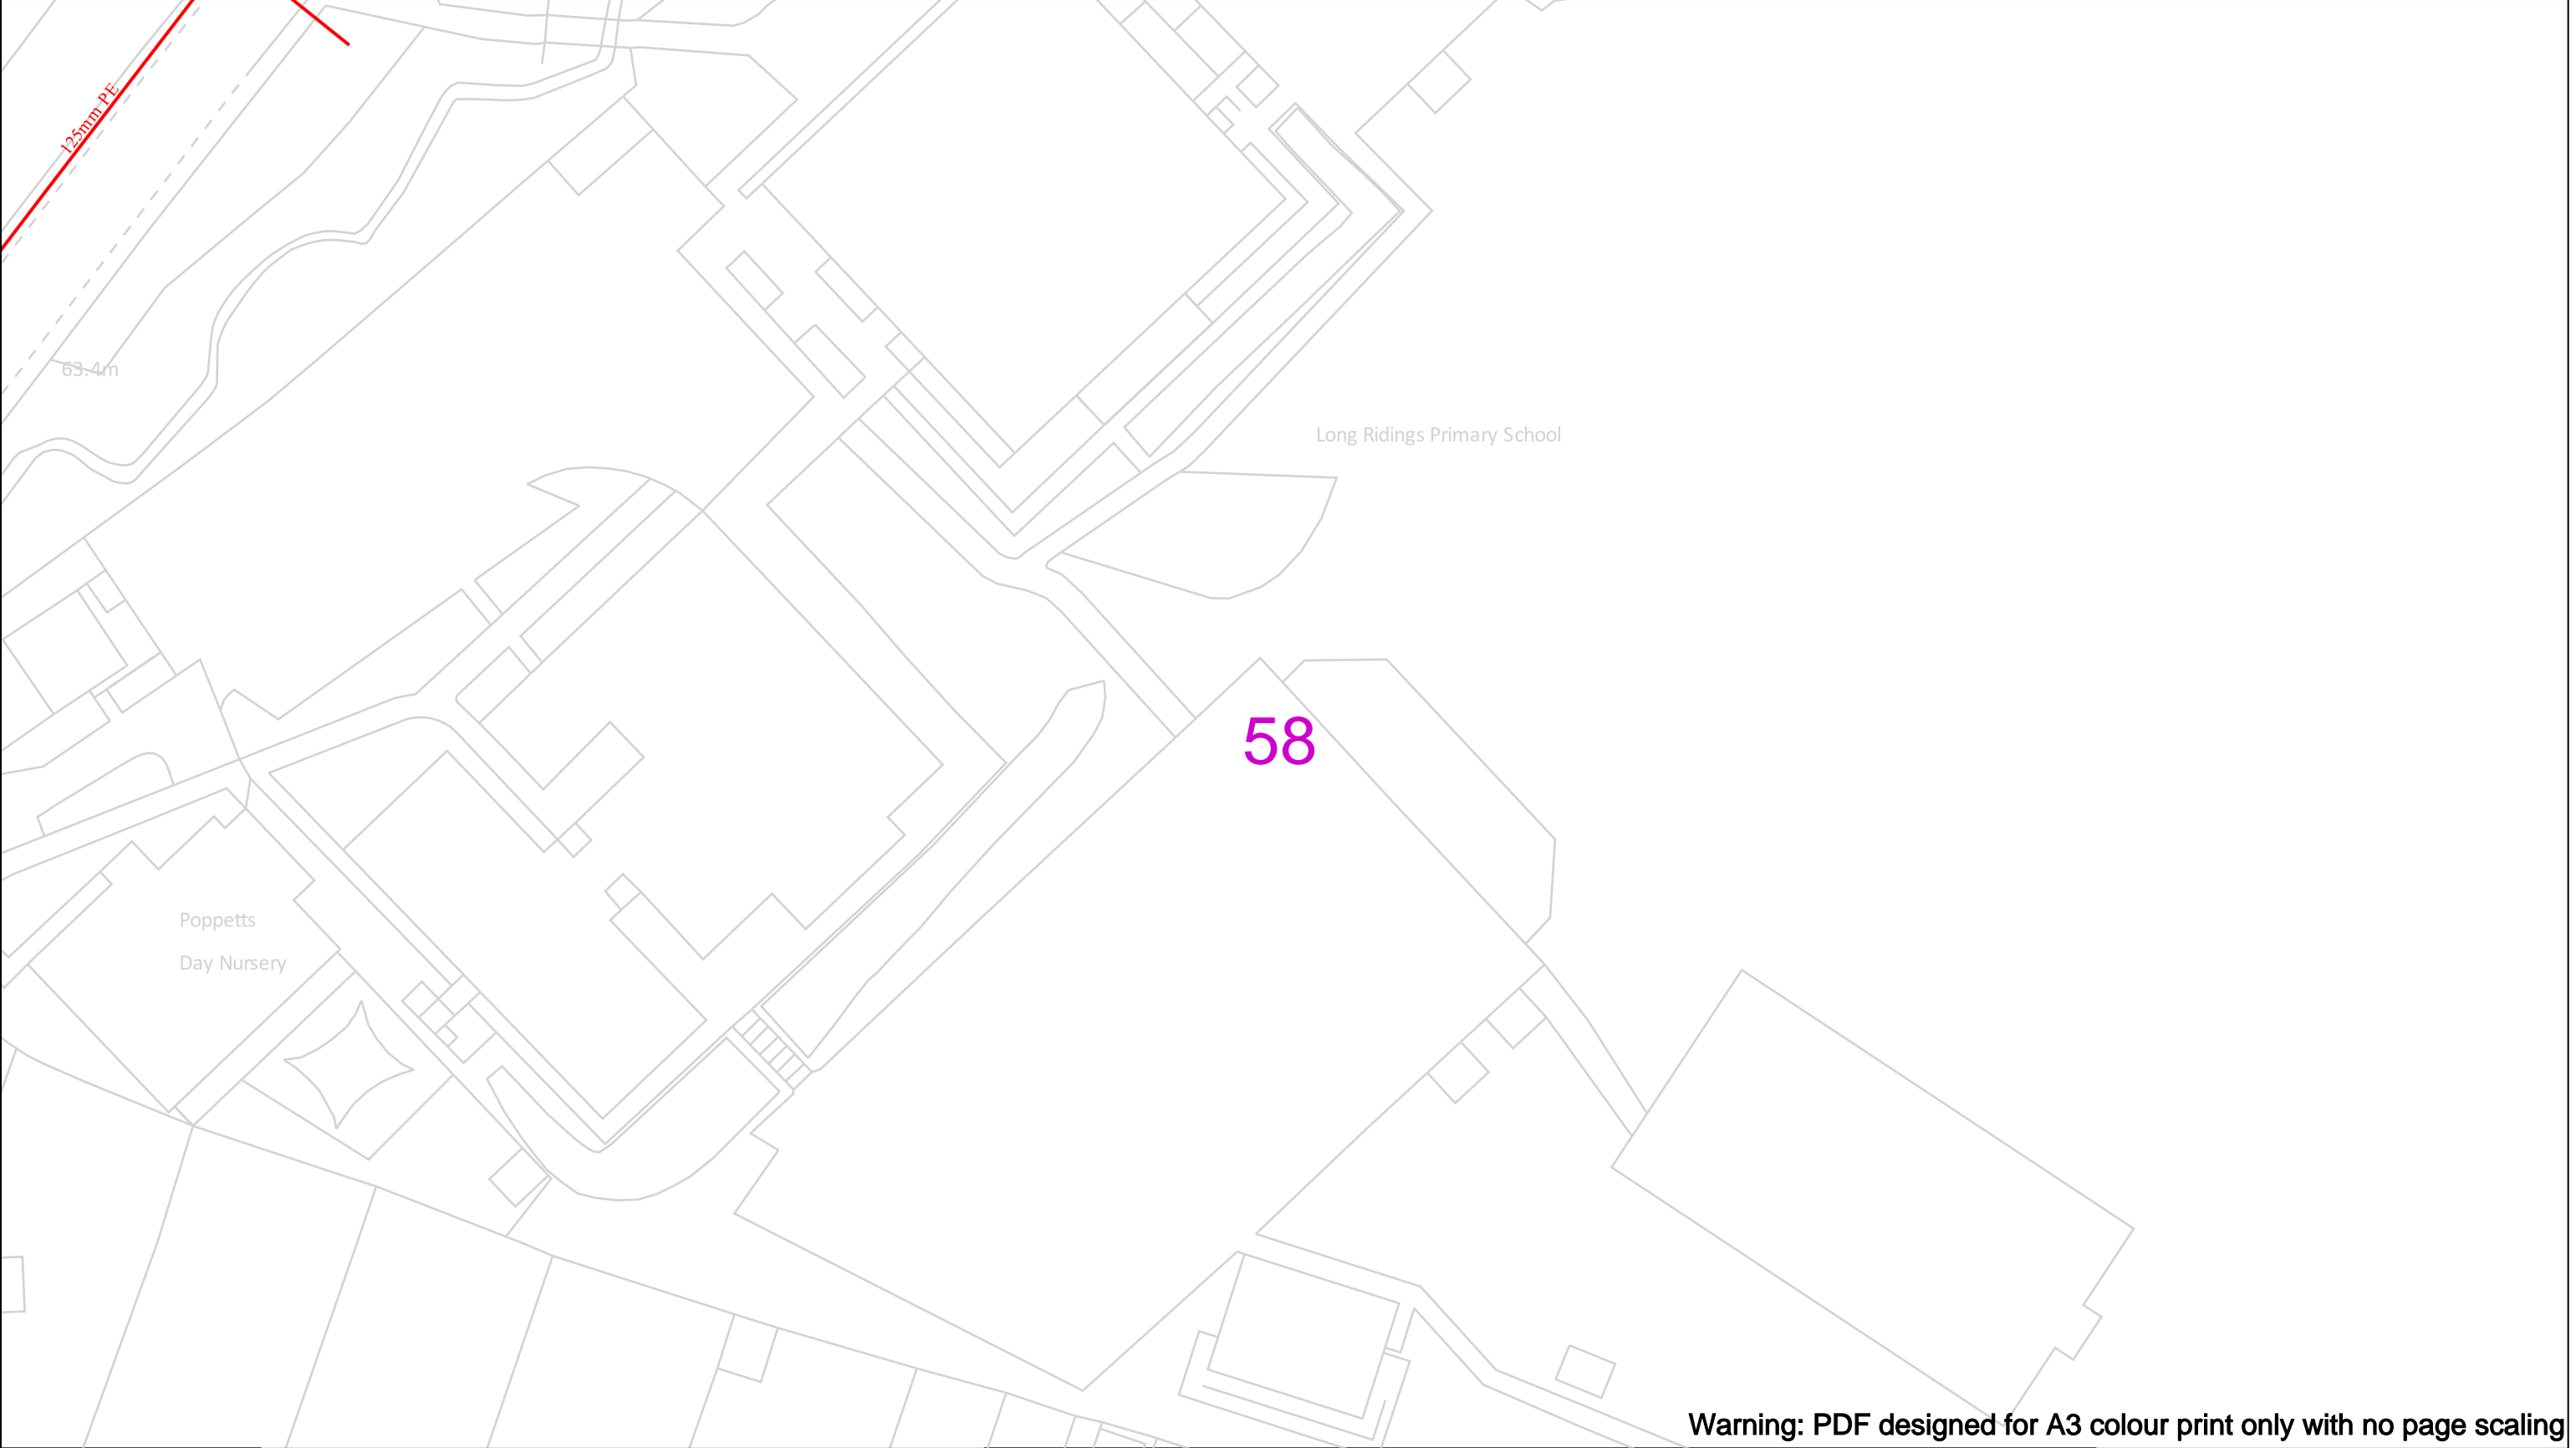 125mm PE
63.4m
Long Ridings Primary School
58
Poppetts
Day Nursery
Warning: PDF designed for A3 colour print only with no page scaling